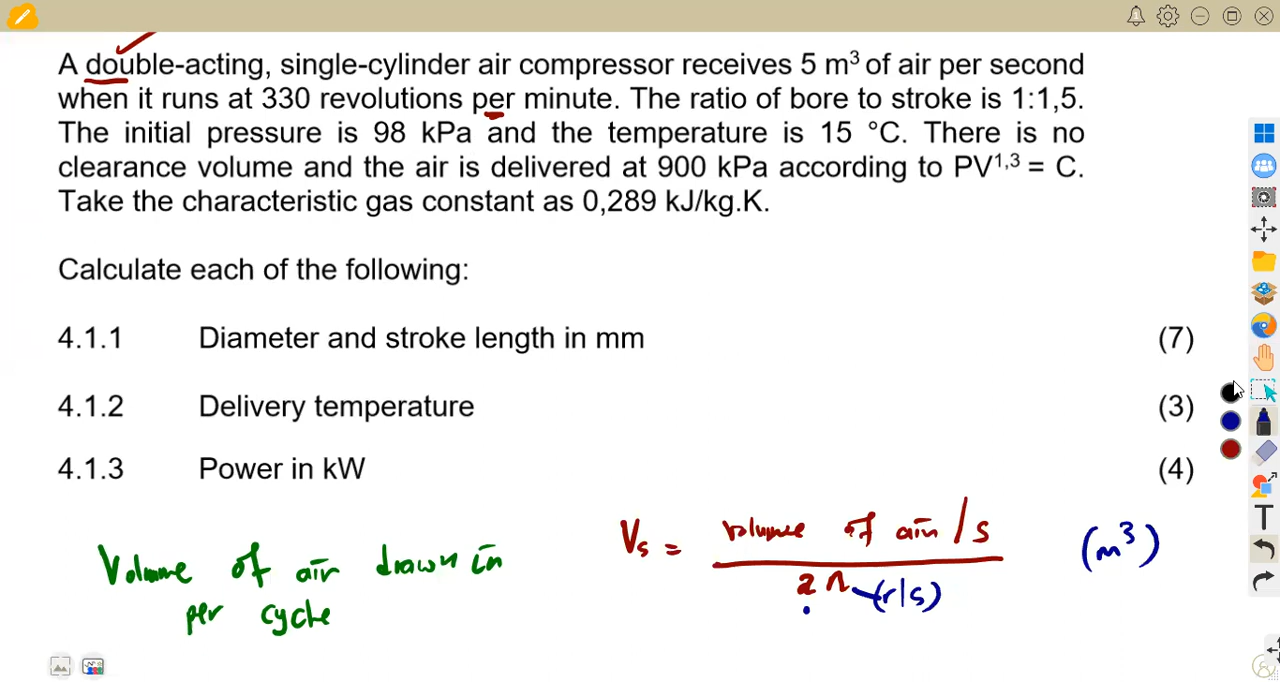 A double-acting, single-cylinder air compressor receives 5 m³ of air per second
when it runs at 330 revolutions per minute. The ratio of bore to stroke is 1:1,5.
The initial pressure is 98 kPa and the temperature is 15 °C. There is no
clearance volume and the air is delivered at 900 kPa according to PV¹,³ = C.
Take the characteristic gas constant as 0,289 kJ/kg.K.
Calculate each of the following:
4.1.1 Diameter and stroke length in mm (7)
4.1.2 Delivery temperature (3)
4.1.3 Power in kW (4)
Volume of air drawn in
per cycle
Vs = volume of air/s (m³)
2 n (r/s)
T